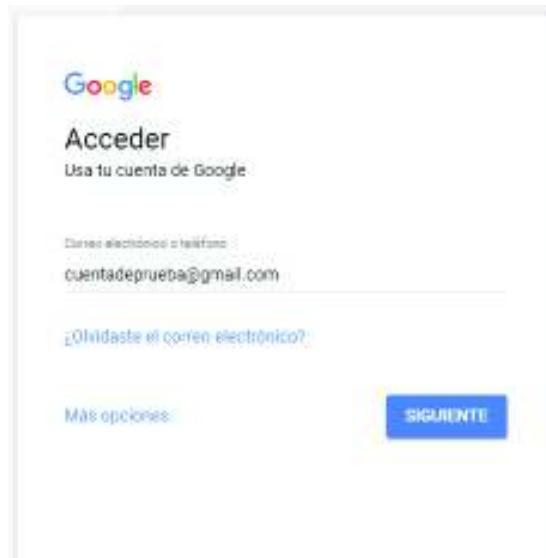 Google
Acceder
Usa tu cuenta de Google
Correo electrónico o teléfono
cuentadeprueba@gmail.com
¿Olvidaste el correo electrónico?
Más opciones
SIGUIENTE